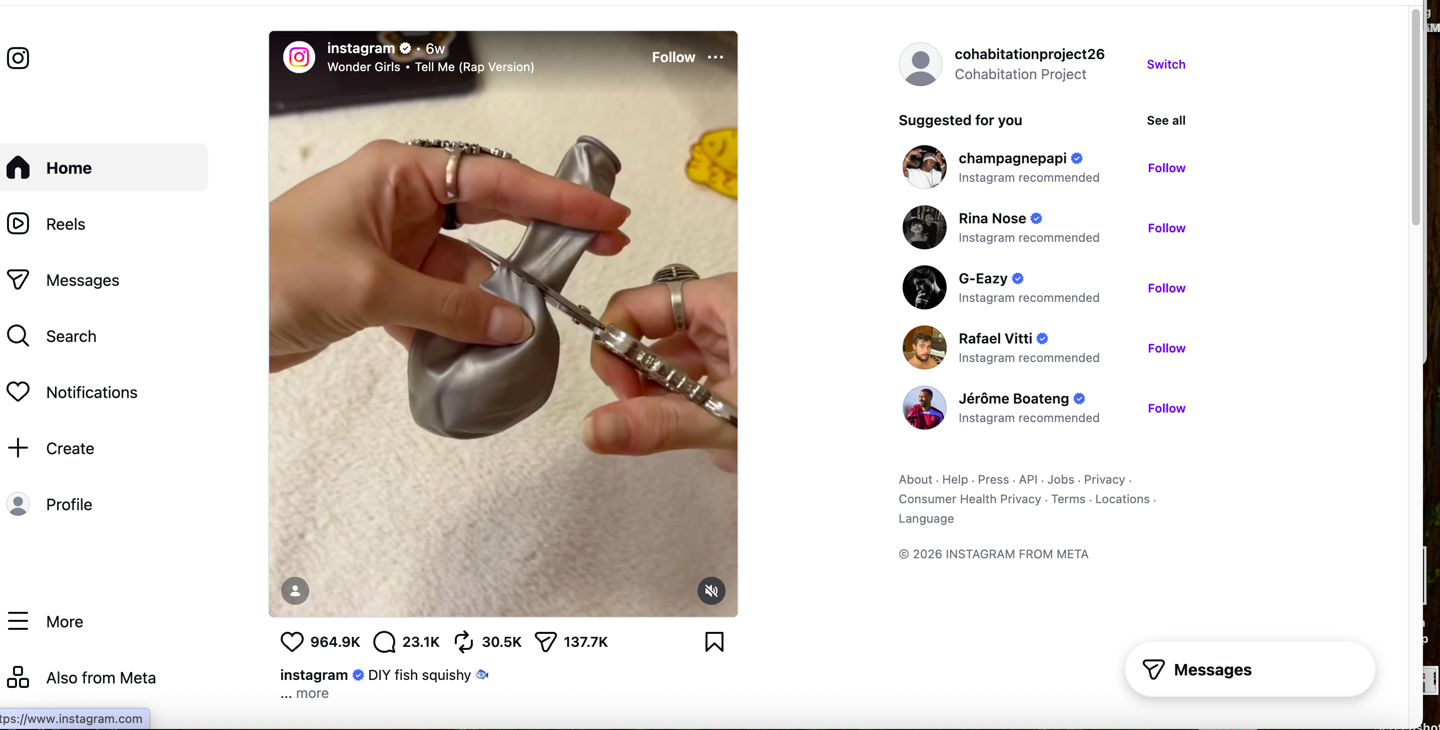 instagram • 6w
Wonder Girls • Tell Me (Rap Version)
Follow
Home
Reels
Messages
Search
Notifications
Create
Profile
More
Also from Meta
tps://www.instagram.com
964.9K 23.1K 30.5K 137.7K
instagram DIY fish squishy
... more
cohabitationproject26
Cohabitation Project
Switch
Suggested for you See all
champagnepapi
Instagram recommended
Follow
Rina Nose
Instagram recommended
Follow
G-Eazy
Instagram recommended
Follow
Rafael Vitti
Instagram recommended
Follow
Jérôme Boateng
Instagram recommended
Follow
About · Help · Press · API · Jobs · Privacy ·
Consumer Health Privacy · Terms · Locations ·
Language
© 2026 INSTAGRAM FROM META
Messages